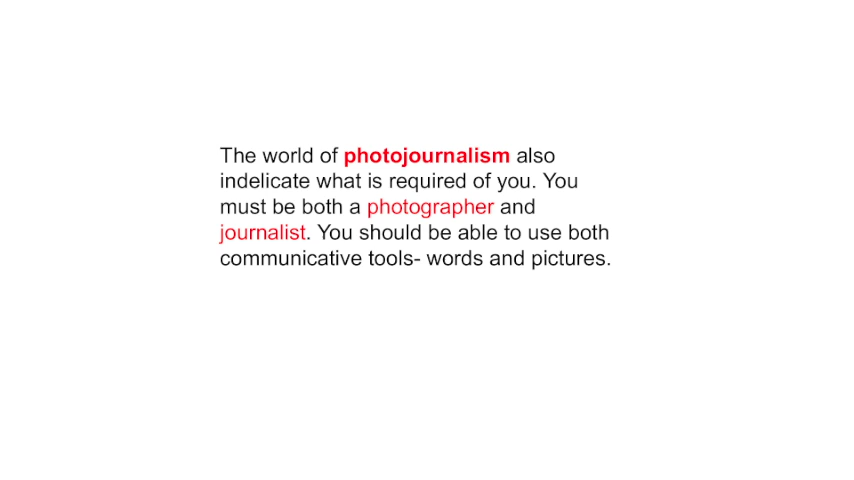 The world of photojournalism also
indelicate what is required of you. You
must be both a photographer and
journalist. You should be able to use both
communicative tools- words and pictures.